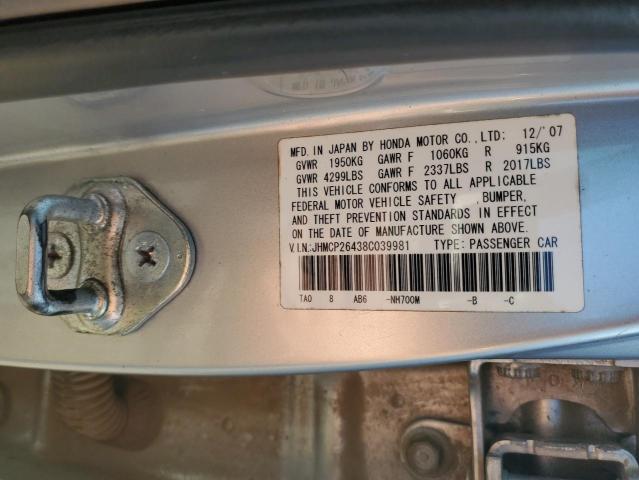 MFD. IN JAPAN BY HONDA MOTOR CO., LTD: 12/'07
GVWR 1950KG GAWR F 1060KG R 915KG
GVWR 4299LBS GAWR F 2337LBS R 2017LBS
THIS VEHICLE CONFORMS TO ALL APPLICABLE
FEDERAL MOTOR VEHICLE SAFETY , BUMPER,
AND THEFT PREVENTION STANDARDS IN EFFECT
ON THE DATE OF MANUFACTURE SHOWN ABOVE.
V.I.N.:JHMCP26438C039981 TYPE: PASSENGER CAR
TA0 8 AB6 -NH700M -B -C